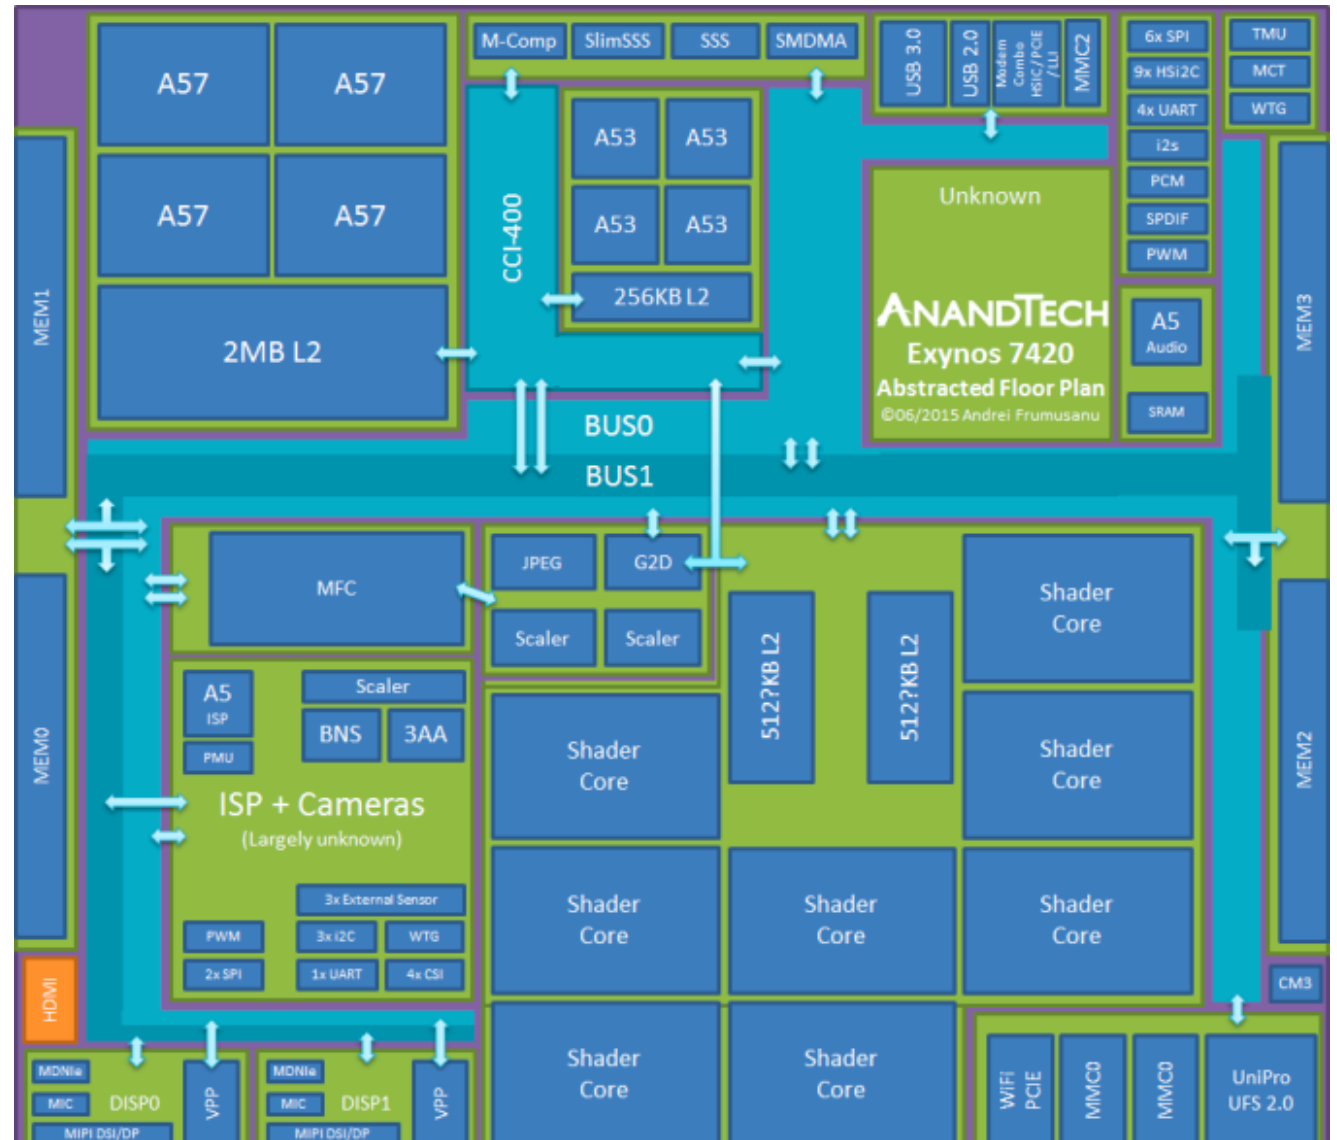 M-Comp
SlimSSS
SSS
SMDMA
USB 3.0
USB 2.0
Modem
Combo
HSIC/PCIE
/LLI
MMC2
6x SPI
9x HSi2C
4x UART
i2s
PCM
SPDIF
PWM
TMU
MCT
WTG
A57
A57
A57
A57
2MB L2
CCI-400
A53
A53
A53
A53
256KB L2
Unknown
ANANDTECH
Exynos 7420
Abstracted Floor Plan
©06/2015 Andrei Frumusanu
A5
Audio
SRAM
MEM1
MEM3
BUS0
BUS1
MFC
JPEG
G2D
Scaler
Scaler
512?KB L2
512?KB L2
Shader
Core
A5
ISP
PMU
Scaler
BNS
3AA
Shader
Core
Shader
Core
MEM0
MEM2
ISP + Cameras
(Largely unknown)
3x External Sensor
PWM
3x i2C
WTG
2x SPI
1x UART
4x CSI
Shader
Core
Shader
Core
Shader
Core
HDMI
CM3
MDNIe
MIC
DISP0
MIPI DSI/DP
VPP
MDNIe
MIC
DISP1
MIPI DSI/DP
VPP
Shader
Core
Shader
Core
WiFi
PCIE
MMC0
MMC0
UniPro
UFS 2.0